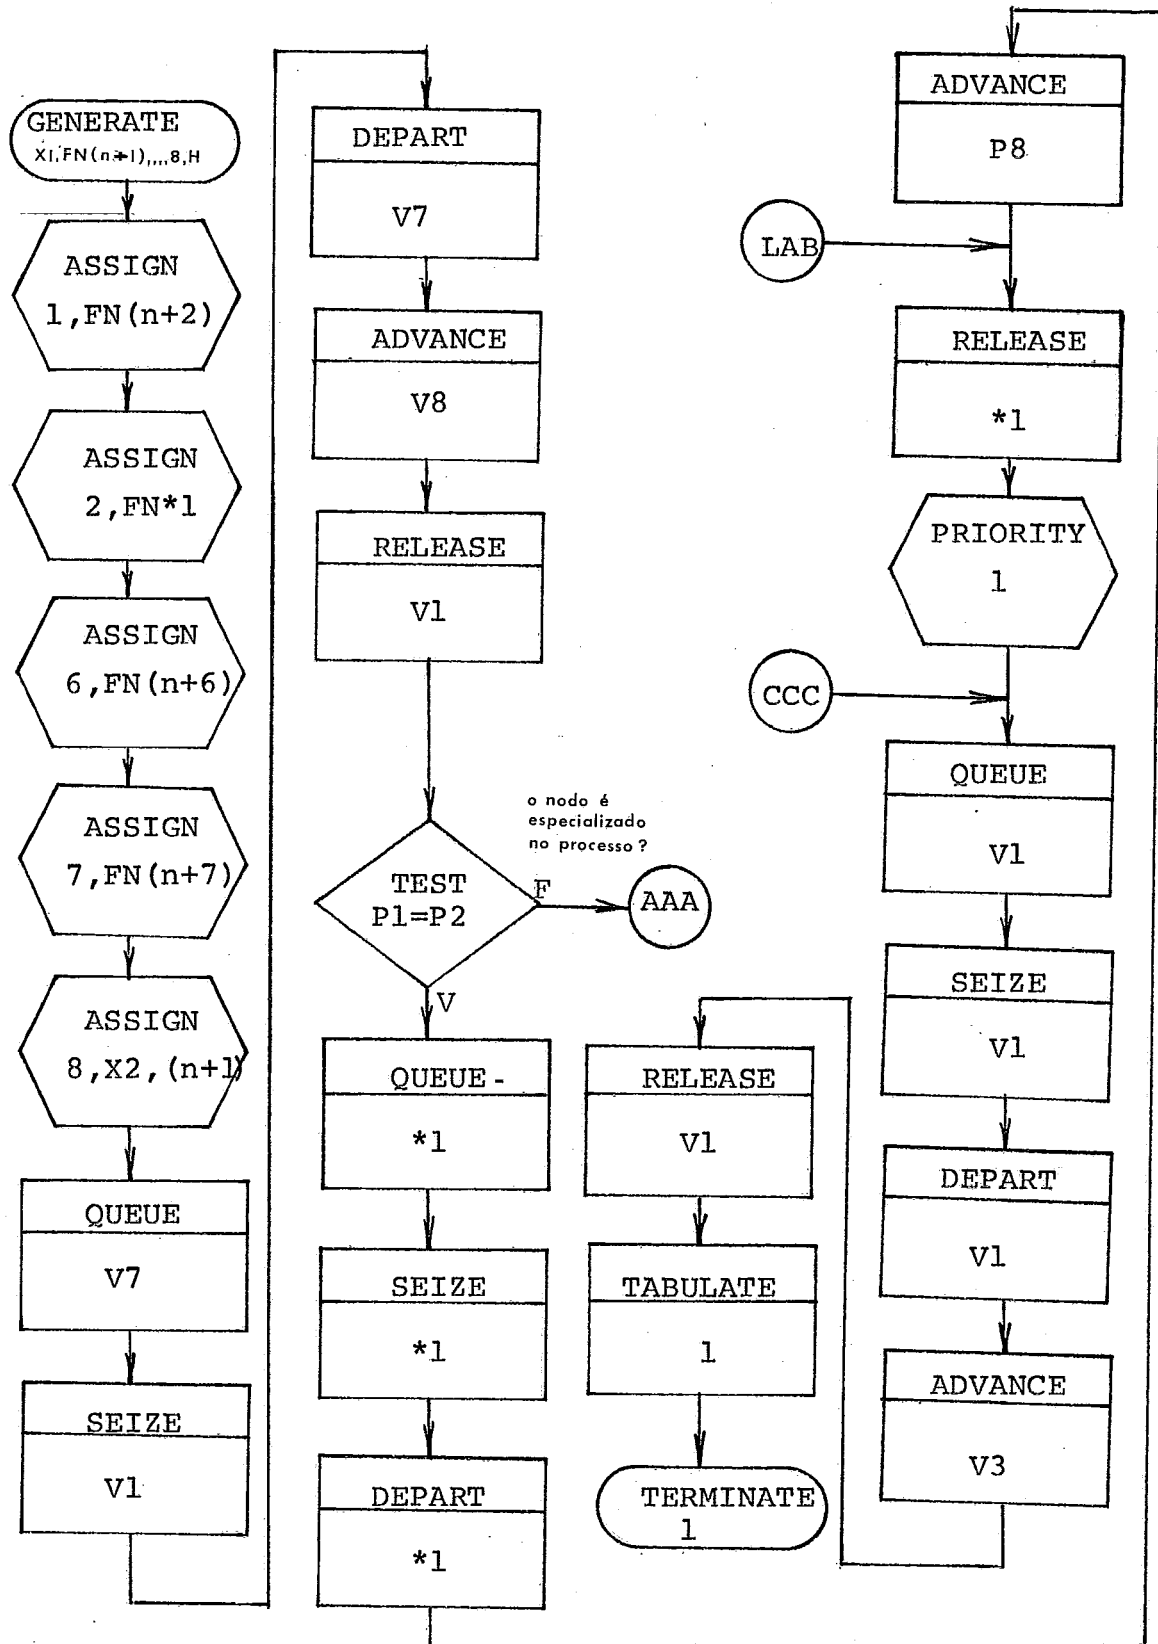 GENERATE
X1,FN(n+1),,,,8,H
ASSIGN
1,FN(n+2)
ASSIGN
2,FN*1
ASSIGN
6,FN(n+6)
ASSIGN
7,FN(n+7)
ASSIGN
8,X2,(n+1)
QUEUE
V7
SEIZE
V1
DEPART
V7
ADVANCE
V8
RELEASE
V1
o nodo é
especializado
no processo?
TEST
P1=P2
F
AAA
V
QUEUE-
*1
SEIZE
*1
DEPART
*1
ADVANCE
P8
LAB
RELEASE
*1
PRIORITY
1
CCC
QUEUE
V1
SEIZE
V1
DEPART
V1
ADVANCE
V3
RELEASE
V1
TABULATE
1
TERMINATE
1